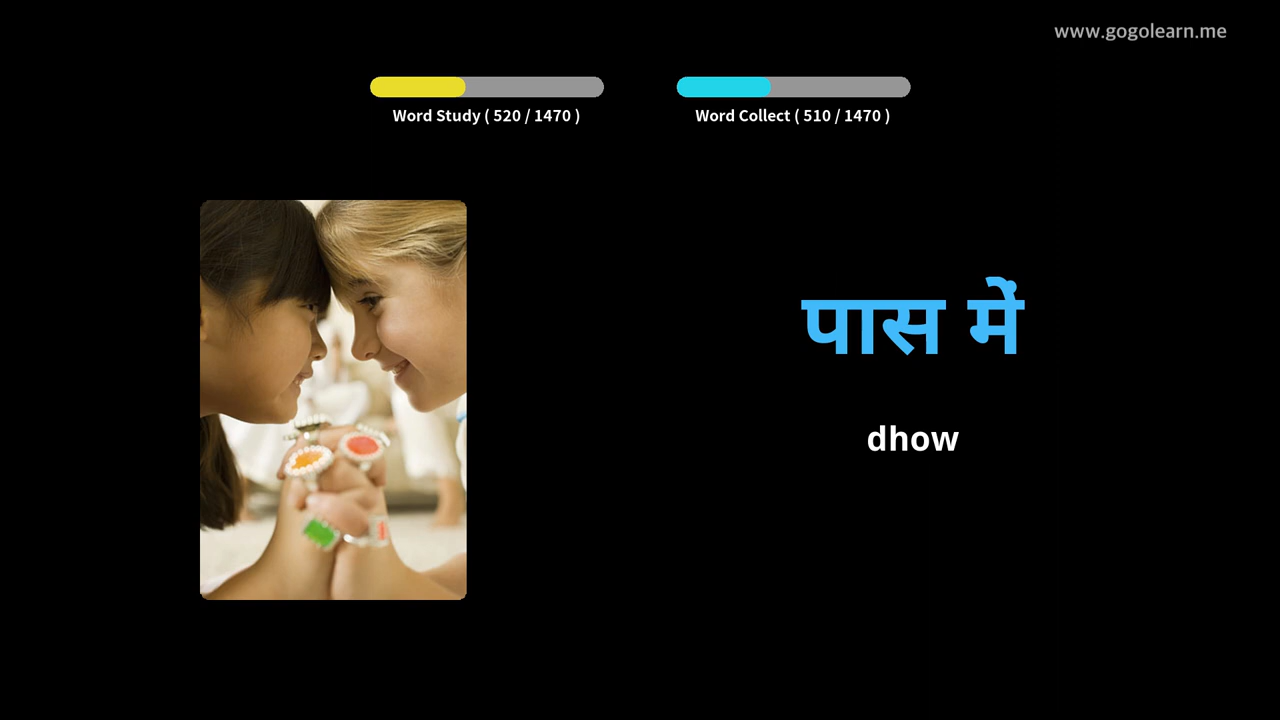 www.gogolearn.me
Word Study ( 520 / 1470 )
Word Collect ( 510 / 1470 )
पास में
dhow